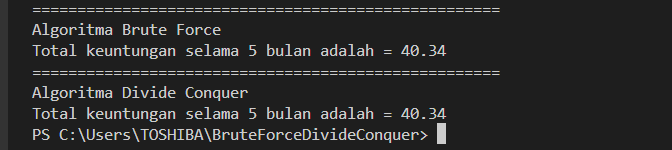 ==================================================
Algoritma Brute Force
Total keuntungan selama 5 bulan adalah = 40.34
==================================================
Algoritma Divide Conquer
Total keuntungan selama 5 bulan adalah = 40.34
PS C:\Users\TOSHIBA\BruteForceDivideConquer>